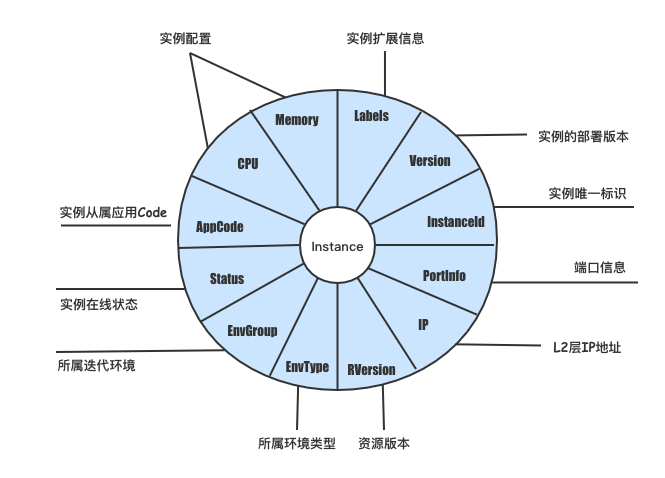 实例配置
实例扩展信息
Memory
Labels
实例的部署版本
CPU
Version
实例唯一标识
实例从属应用Code
AppCode
InstanceId
Instance
端口信息
Status
PortInfo
实例在线状态
EnvGroup
IP
L2层IP地址
所属迭代环境
EnvType
RVersion
所属环境类型
资源版本